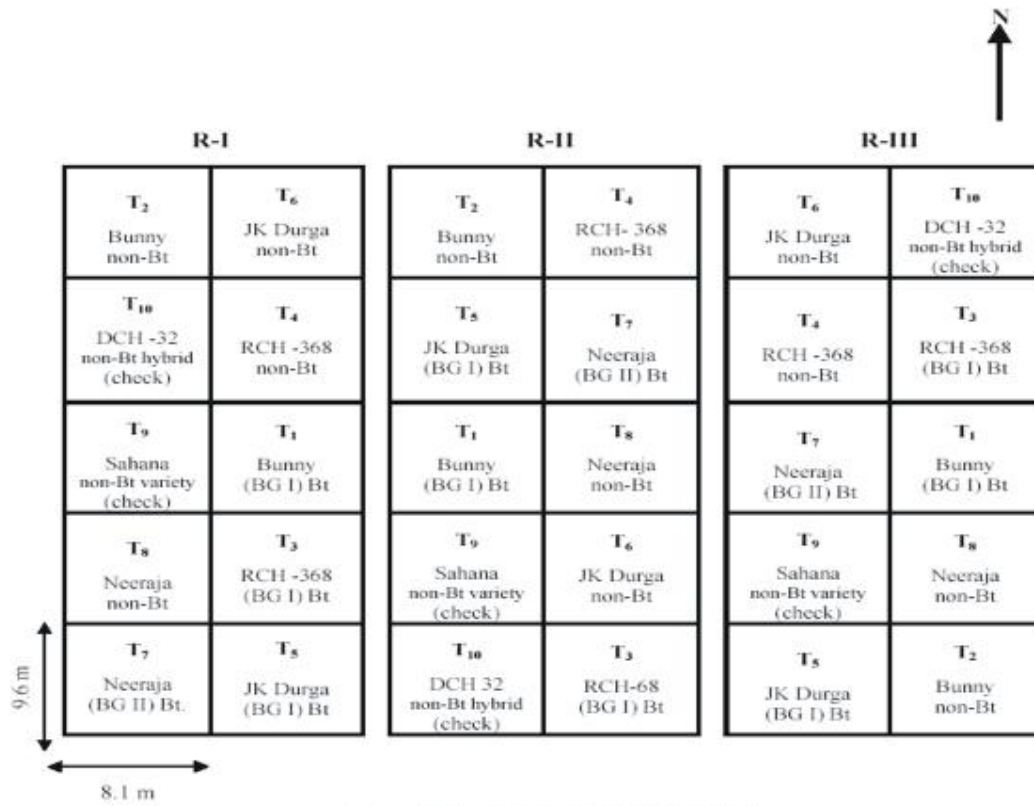 N
R-I
R-II
R-III
T2
Bunny
non-Bt
T6
JK Durga
non-Bt
T10
DCH -32
non-Bt hybrid
(check)
T4
RCH -368
non-Bt
T9
Sahana
non-Bt variety
(check)
T1
Bunny
(BG I) Bt
T8
Neeraja
non-Bt
T3
RCH -368
(BG I) Bt
T7
Neeraja
(BG II) Bt.
T5
JK Durga
(BG I) Bt
T2
Bunny
non-Bt
T4
RCH- 368
non-Bt
T5
JK Durga
(BG I) Bt
T7
Neeraja
(BG II) Bt
T1
Bunny
(BG I) Bt
T8
Neeraja
non-Bt
T9
Sahana
non-Bt variety
(check)
T6
JK Durga
non-Bt
T10
DCH 32
non-Bt hybrid
(check)
T3
RCH-68
(BG I) Bt
T6
JK Durga
non-Bt
T10
DCH -32
non-Bt hybrid
(check)
T4
RCH -368
non-Bt
T3
RCH -368
(BG I) Bt
T7
Neeraja
(BG II) Bt
T1
Bunny
(BG I) Bt
T9
Sahana
non-Bt variety
(check)
T8
Neeraja
non-Bt
T5
JK Durga
(BG I) Bt
T2
Bunny
non-Bt
9.6 m
8.1 m